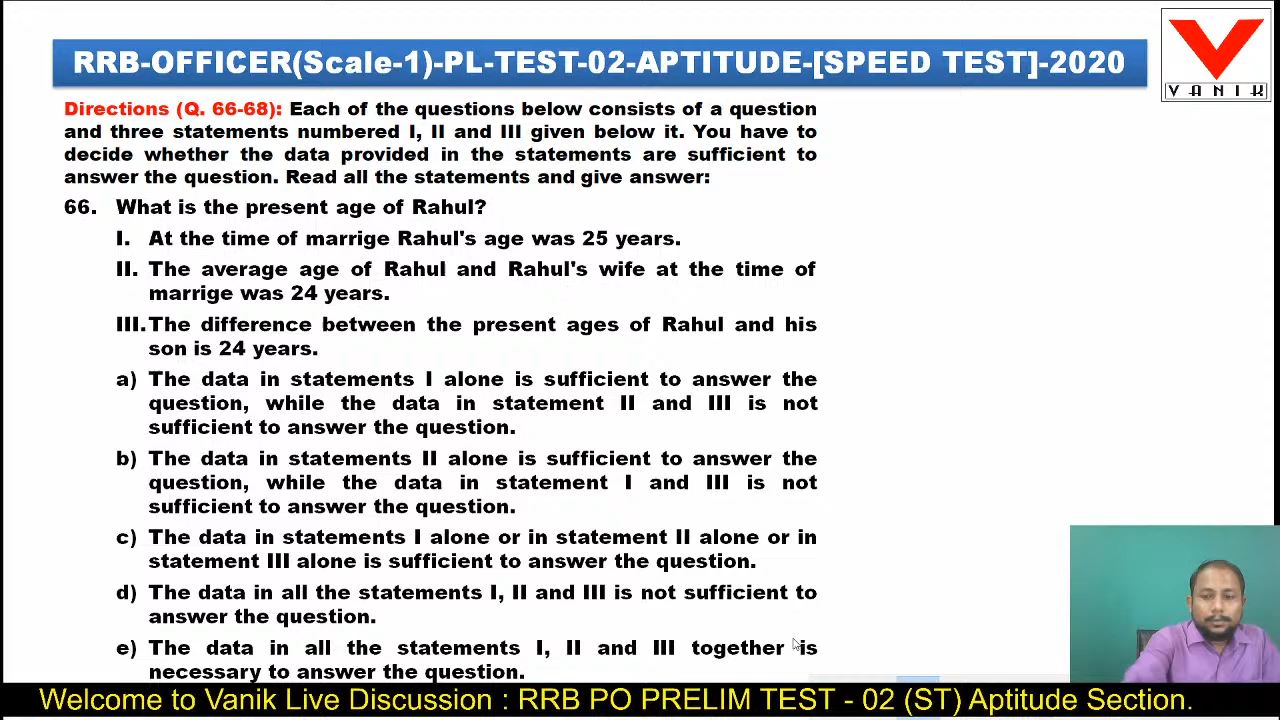 RRB-OFFICER(Scale-1)-PL-TEST-02-APTITUDE-[SPEED TEST]-2020
VANIK
Directions (Q. 66-68): Each of the questions below consists of a question
and three statements numbered I, II and III given below it. You have to
decide whether the data provided in the statements are sufficient to
answer the question. Read all the statements and give answer:
66. What is the present age of Rahul?
I. At the time of marrige Rahul's age was 25 years.
II. The average age of Rahul and Rahul's wife at the time of
marrige was 24 years.
III. The difference between the present ages of Rahul and his
son is 24 years.
a) The data in statements I alone is sufficient to answer the
question, while the data in statement II and III is not
sufficient to answer the question.
b) The data in statements II alone is sufficient to answer the
question, while the data in statement I and III is not
sufficient to answer the question.
c) The data in statements I alone or in statement II alone or in
statement III alone is sufficient to answer the question.
d) The data in all the statements I, II and III is not sufficient to
answer the question.
e) The data in all the statements I, II and III together is
necessary to answer the question.
Welcome to Vanik Live Discussion : RRB PO PRELIM TEST - 02 (ST) Aptitude Section.